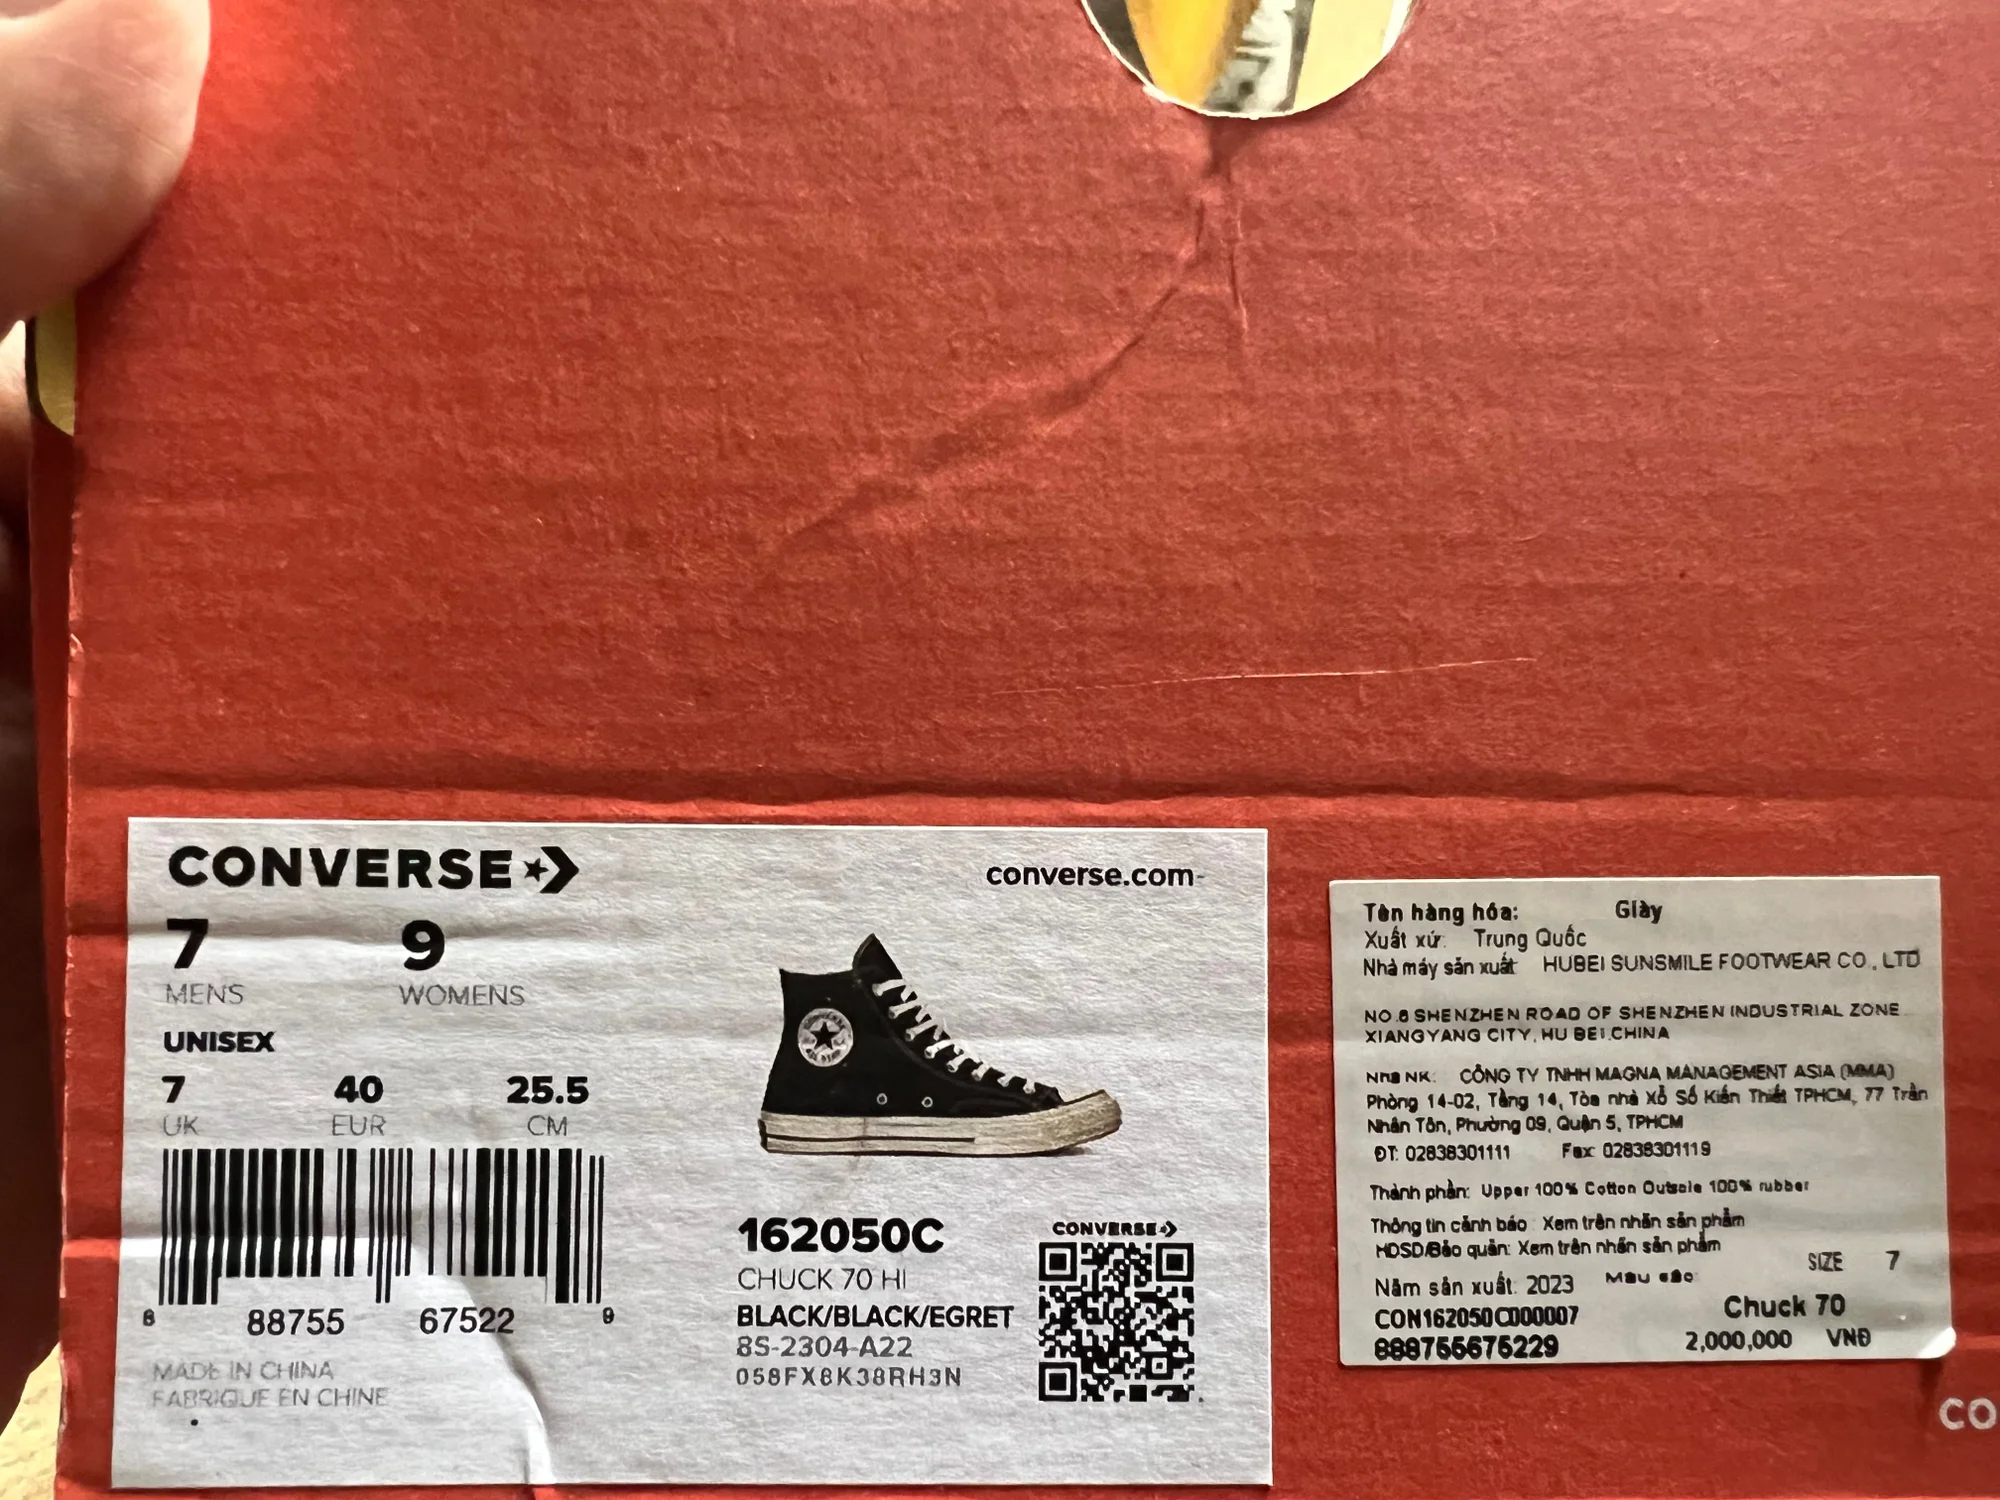 CONVERSE
converse.com
7 9
MENS WOMENS
UNISEX
7 40 25.5
UK EUR CM
8 88755 67522 9
MADE IN CHINA
FABRIQUE EN CHINE
162050C
CHUCK 70 HI
BLACK/BLACK/EGRET
8S-2304-A22
058FX8K38RH3N
CONVERSE
Tên hàng hóa: Giày
Xuất xứ: Trung Quốc
Nhà máy sản xuất: HUBEI SUNSMILE FOOTWEAR CO., LTD
NO.8 SHENZHEN ROAD OF SHENZHEN INDUSTRIAL ZONE
XIANGYANG CITY, HU BEI.CHINA
Nhà NK: CÔNG TY TNHH MAGNA MANAGEMENT ASIA (MMA)
Phòng 14-02, Tầng 14, Tòa nhà Xổ Số Kiến Thiết TPHCM, 77 Trần
Nhân Tôn, Phường 09, Quận 5, TPHCM
ĐT: 02838301111 Fax: 02838301119
Thành phần: Upper 100% Cotton Outsole 100% rubber
Thông tin cảnh báo : Xem trên nhãn sản phẩm
HDSD/Bảo quản: Xem trên nhãn sản phẩm
SIZE 7
Năm sản xuất: 2023 Màu sắc:
CON162050C000007 Chuck 70
888755675229 2,000,000 VNĐ
CO